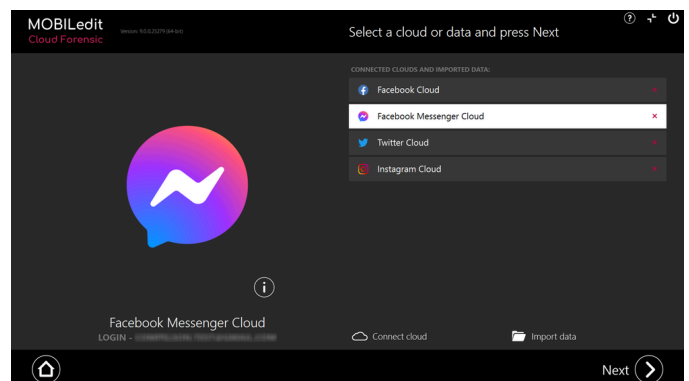 MOBILedit
Cloud Forensic
Select a cloud or data and press Next
?
CONNECTED CLOUDS AND IMPORTED DATA:
Facebook Cloud
Facebook Messenger Cloud
Twitter Cloud
Instagram Cloud
i
Facebook Messenger Cloud
LOGIN -
Connect cloud
Import data
Next